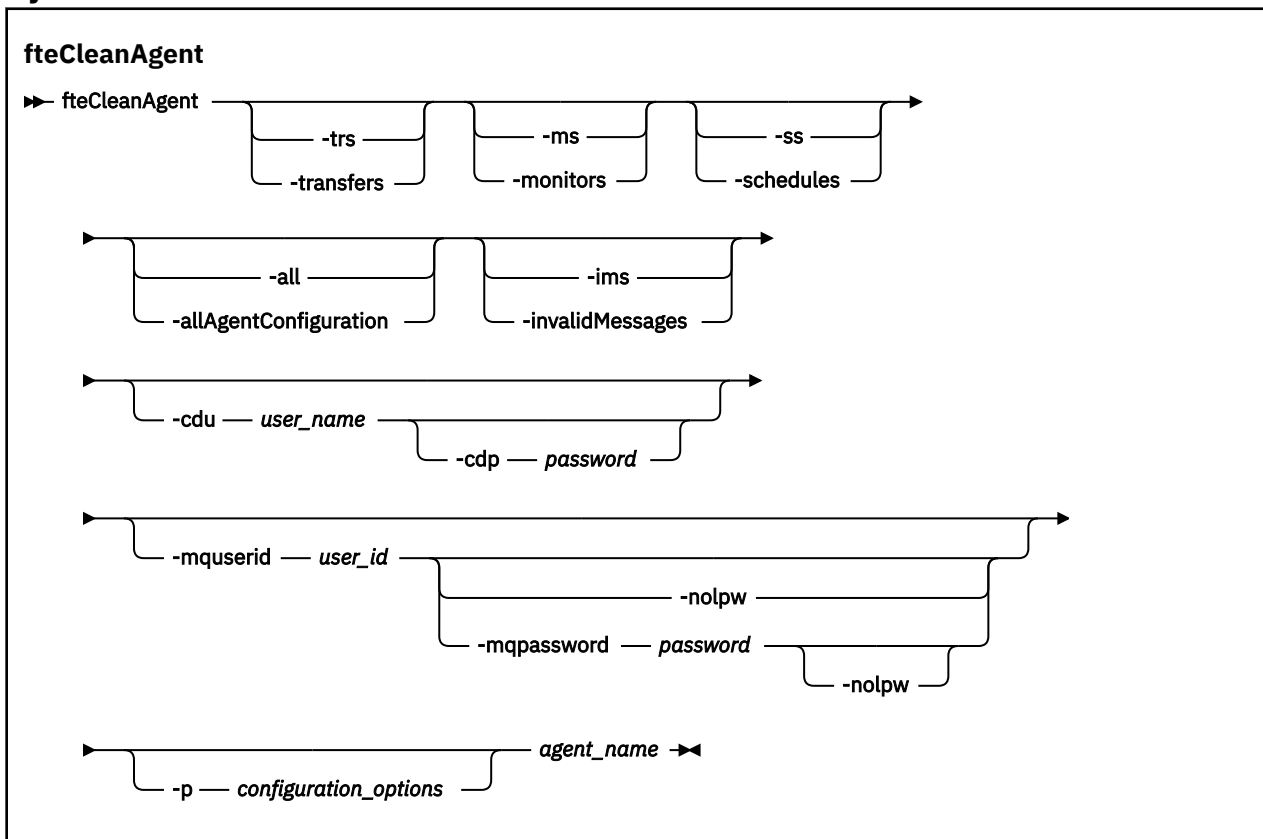 fteCleanAgent
fteCleanAgent
-trs
-transfers
-ms
-monitors
-ss
-schedules
-all
-allAgentConfiguration
-ims
-invalidMessages
-cdu user_name
-cdp password
-mquserid user_id
-nolpw
-mqpassword password
-nolpw
agent_name
-p configuration_options